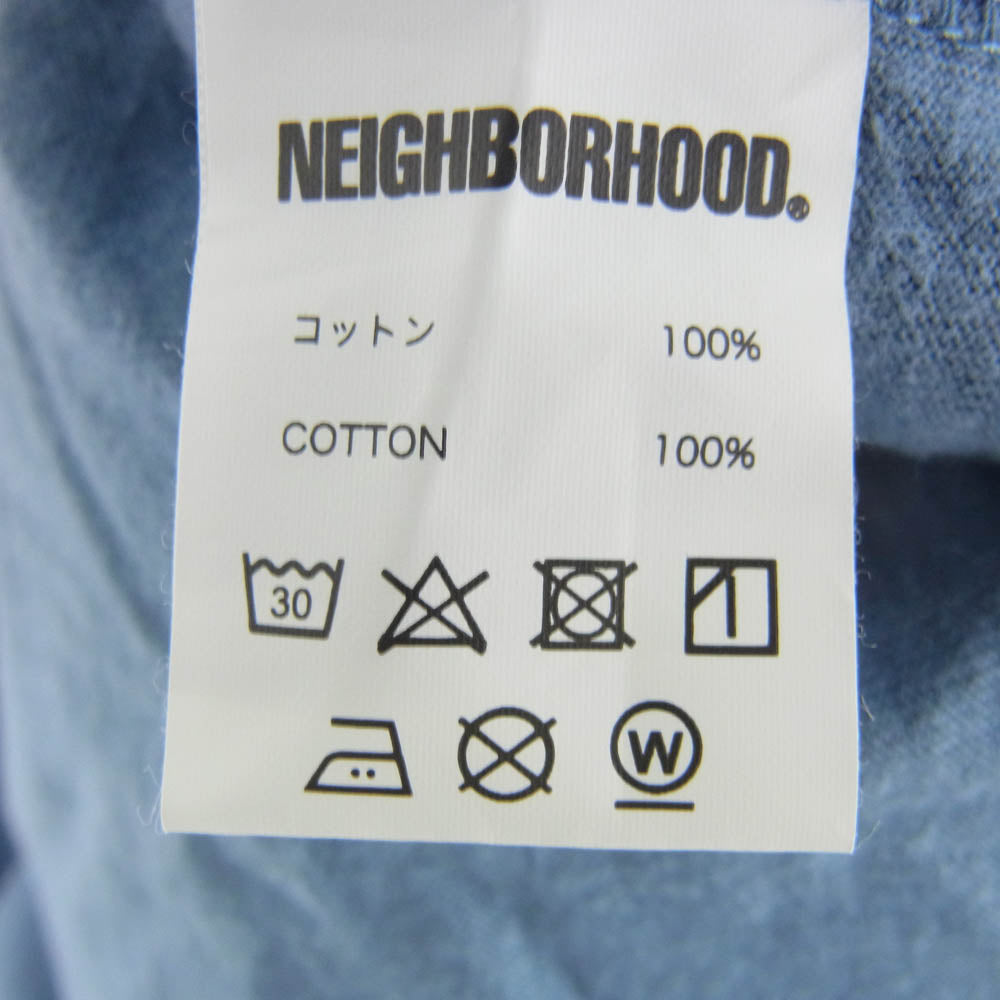 NEIGHBORHOOD®
コットン 100%
COTTON 100%
30
W